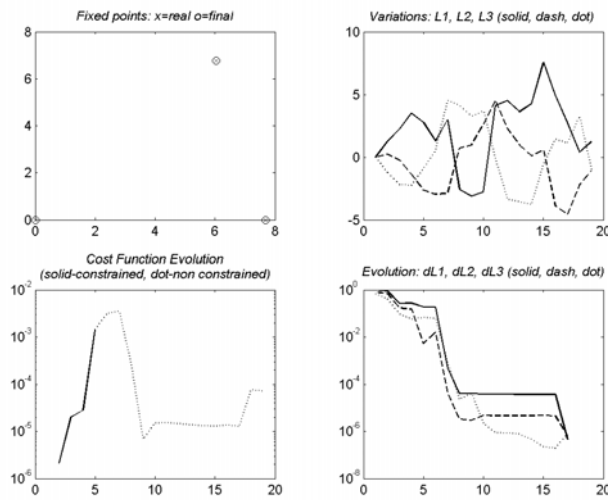 Fixed points: x=real o=final
8
6
4
2
0
0 2 4 6 8
Variations: L1, L2, L3 (solid, dash, dot)
10
5
0
-5
0 5 10 15 20
Cost Function Evolution
(solid-constrained, dot-non constrained)
10^-2
10^-3
10^-4
10^-5
10^-6
0 5 10 15 20
Evolution: dL1, dL2, dL3 (solid, dash, dot)
10^0
10^-2
10^-4
10^-6
10^-8
0 5 10 15 20